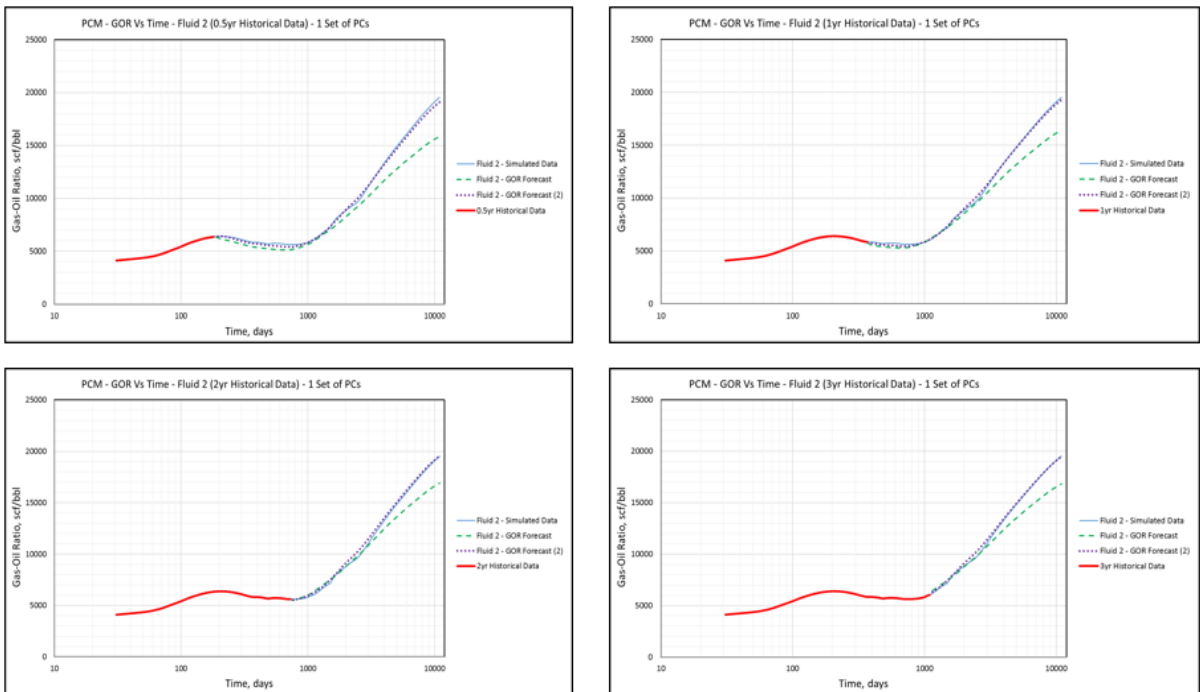 PCM - GOR Vs Time - Fluid 2 (0.5yr Historical Data) - 1 Set of PCs
25000
20000
15000
10000
5000
0
Gas-Oil Ratio, scf/bbl
10
100
1000
10000
Time, days
Fluid 2 - Simulated Data
Fluid 2 - GOR Forecast
Fluid 2 - GOR Forecast (2)
0.5yr Historical Data
PCM - GOR Vs Time - Fluid 2 (1yr Historical Data) - 1 Set of PCs
25000
20000
15000
10000
5000
0
Gas-Oil Ratio, scf/bbl
10
100
1000
10000
Time, days
Fluid 2 - Simulated Data
Fluid 2 - GOR Forecast
Fluid 2 - GOR Forecast (2)
1yr Historical Data
PCM - GOR Vs Time - Fluid 2 (2yr Historical Data) - 1 Set of PCs
25000
20000
15000
10000
5000
0
Gas-Oil Ratio, scf/bbl
10
100
1000
10000
Time, days
Fluid 2 - Simulated Data
Fluid 2 - GOR Forecast
Fluid 2 - GOR Forecast (2)
2yr Historical Data
PCM - GOR Vs Time - Fluid 2 (3yr Historical Data) - 1 Set of PCs
25000
20000
15000
10000
5000
0
Gas-Oil Ratio, scf/bbl
10
100
1000
10000
Time, days
Fluid 2 - Simulated Data
Fluid 2 - GOR Forecast
Fluid 2 - GOR Forecast (2)
3yr Historical Data